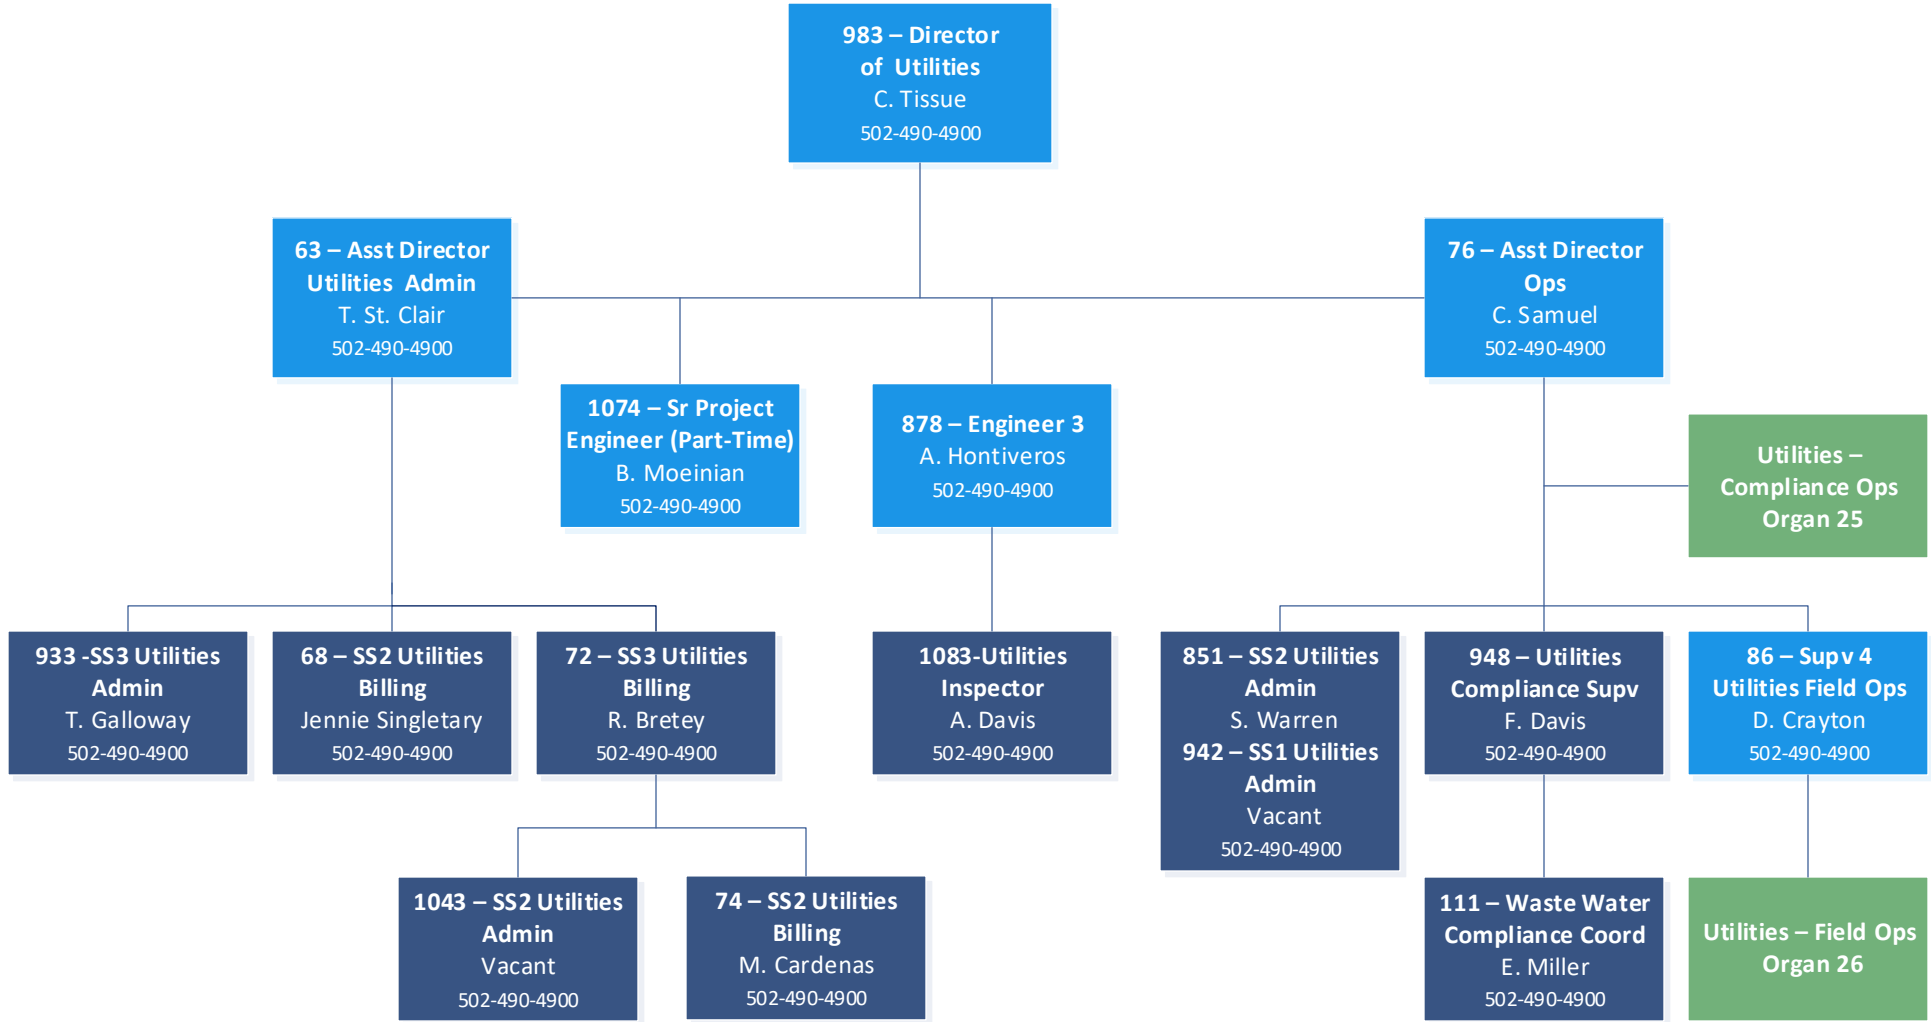 983 – Director
of Utilities
C. Tissue
502-490-4900
63 – Asst Director
Utilities Admin
T. St. Clair
502-490-4900
76 – Asst Director
Ops
C. Samuel
502-490-4900
1074 – Sr Project
Engineer (Part-Time)
B. Moeinian
502-490-4900
878 – Engineer 3
A. Hontiveros
502-490-4900
Utilities –
Compliance Ops
Organ 25
933 -SS3 Utilities
Admin
T. Galloway
502-490-4900
68 – SS2 Utilities
Billing
Jennie Singletary
502-490-4900
72 – SS3 Utilities
Billing
R. Bretey
502-490-4900
1083-Utilities
Inspector
A. Davis
502-490-4900
851 – SS2 Utilities
Admin
S. Warren
942 – SS1 Utilities
Admin
Vacant
502-490-4900
948 – Utilities
Compliance Supv
F. Davis
502-490-4900
86 – Supv 4
Utilities Field Ops
D. Crayton
502-490-4900
1043 – SS2 Utilities
Admin
Vacant
502-490-4900
74 – SS2 Utilities
Billing
M. Cardenas
502-490-4900
111 – Waste Water
Compliance Coord
E. Miller
502-490-4900
Utilities – Field Ops
Organ 26